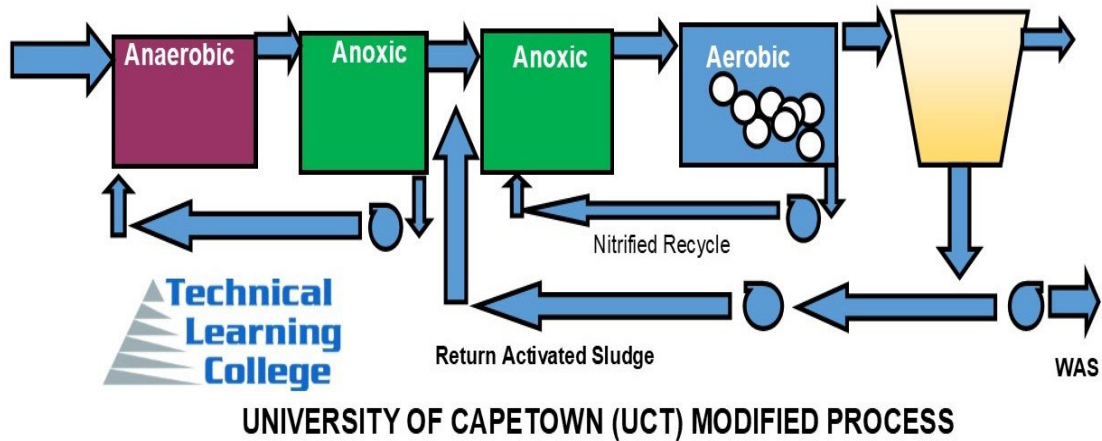 Anaerobic
Anoxic
Anoxic
Aerobic
Nitrified Recycle
Technical
Learning
College
Return Activated Sludge
WAS
UNIVERSITY OF CAPETOWN (UCT) MODIFIED PROCESS